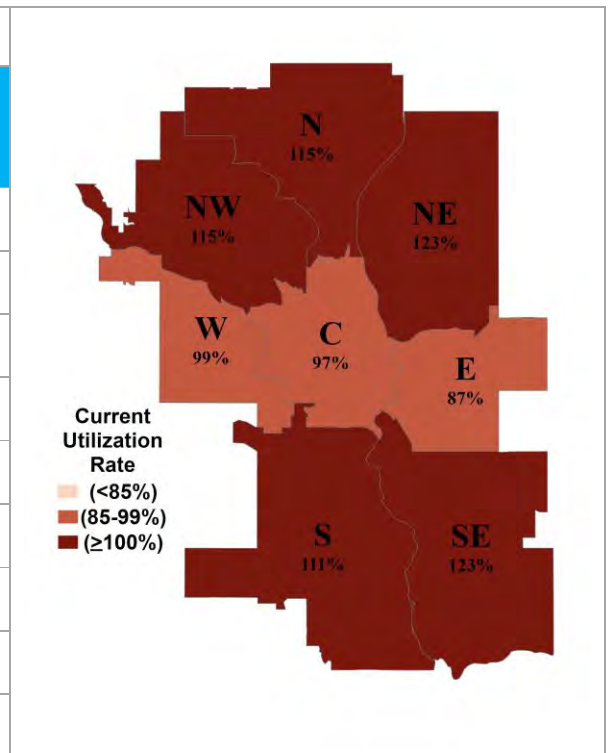 N
115%
NW
115%
NE
123%
W
99%
C
97%
E
87%
Current
Utilization
Rate
(<85%)
(85-99%)
(≥100%)
S
111%
SE
123%